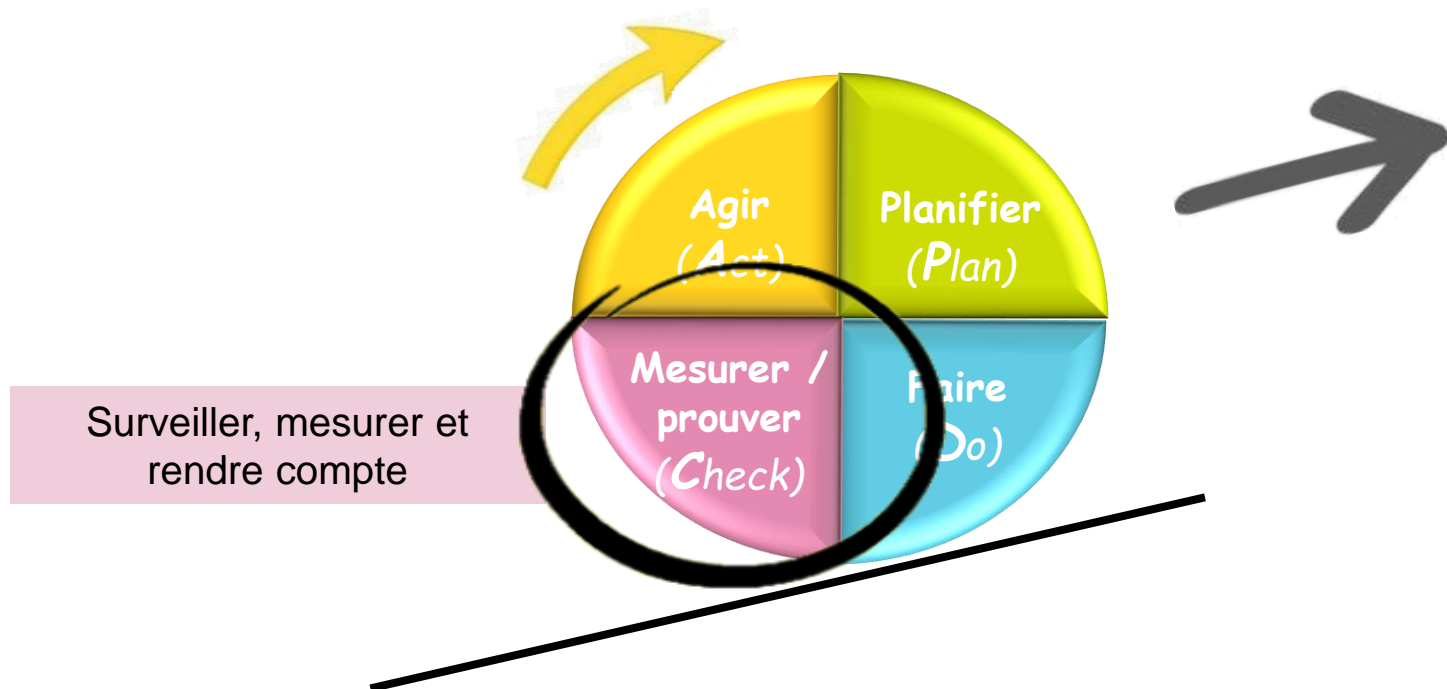 Agir
(Act)
Planifier
(Plan)
Mesurer /
prouver
(Check)
Faire
(Do)
Surveiller, mesurer et
rendre compte